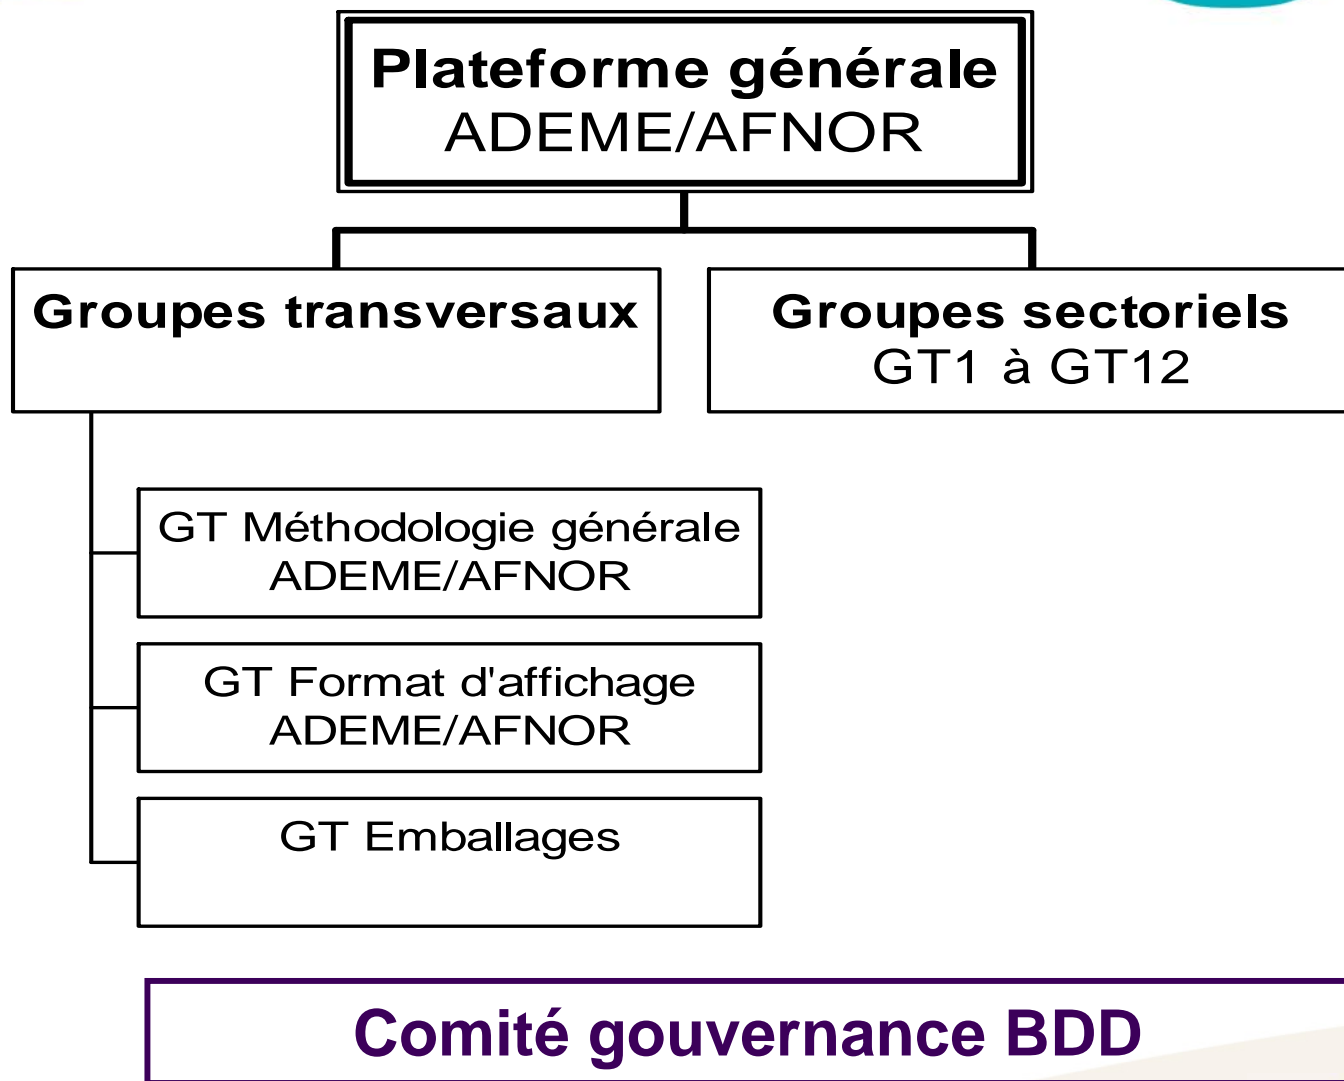 Plateforme générale
ADEME/AFNOR
Groupes transversaux
Groupes sectoriels
GT1 à GT12
GT Méthodologie générale
ADEME/AFNOR
GT Format d'affichage
ADEME/AFNOR
GT Emballages
Comité gouvernance BDD